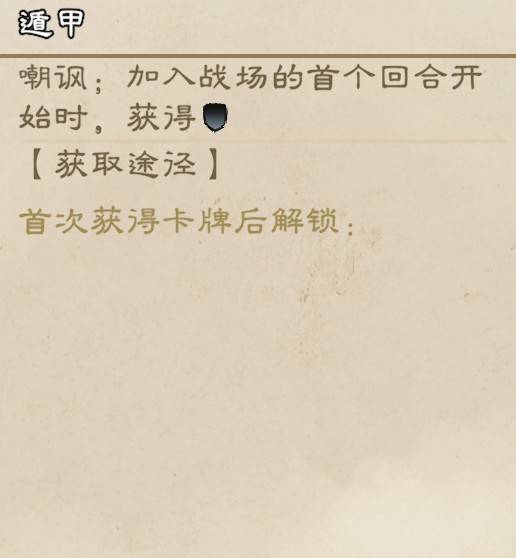 遁甲
嘲讽；加入战场的首个回合开
始时，获得
【获取途径】
首次获得卡牌后解锁：